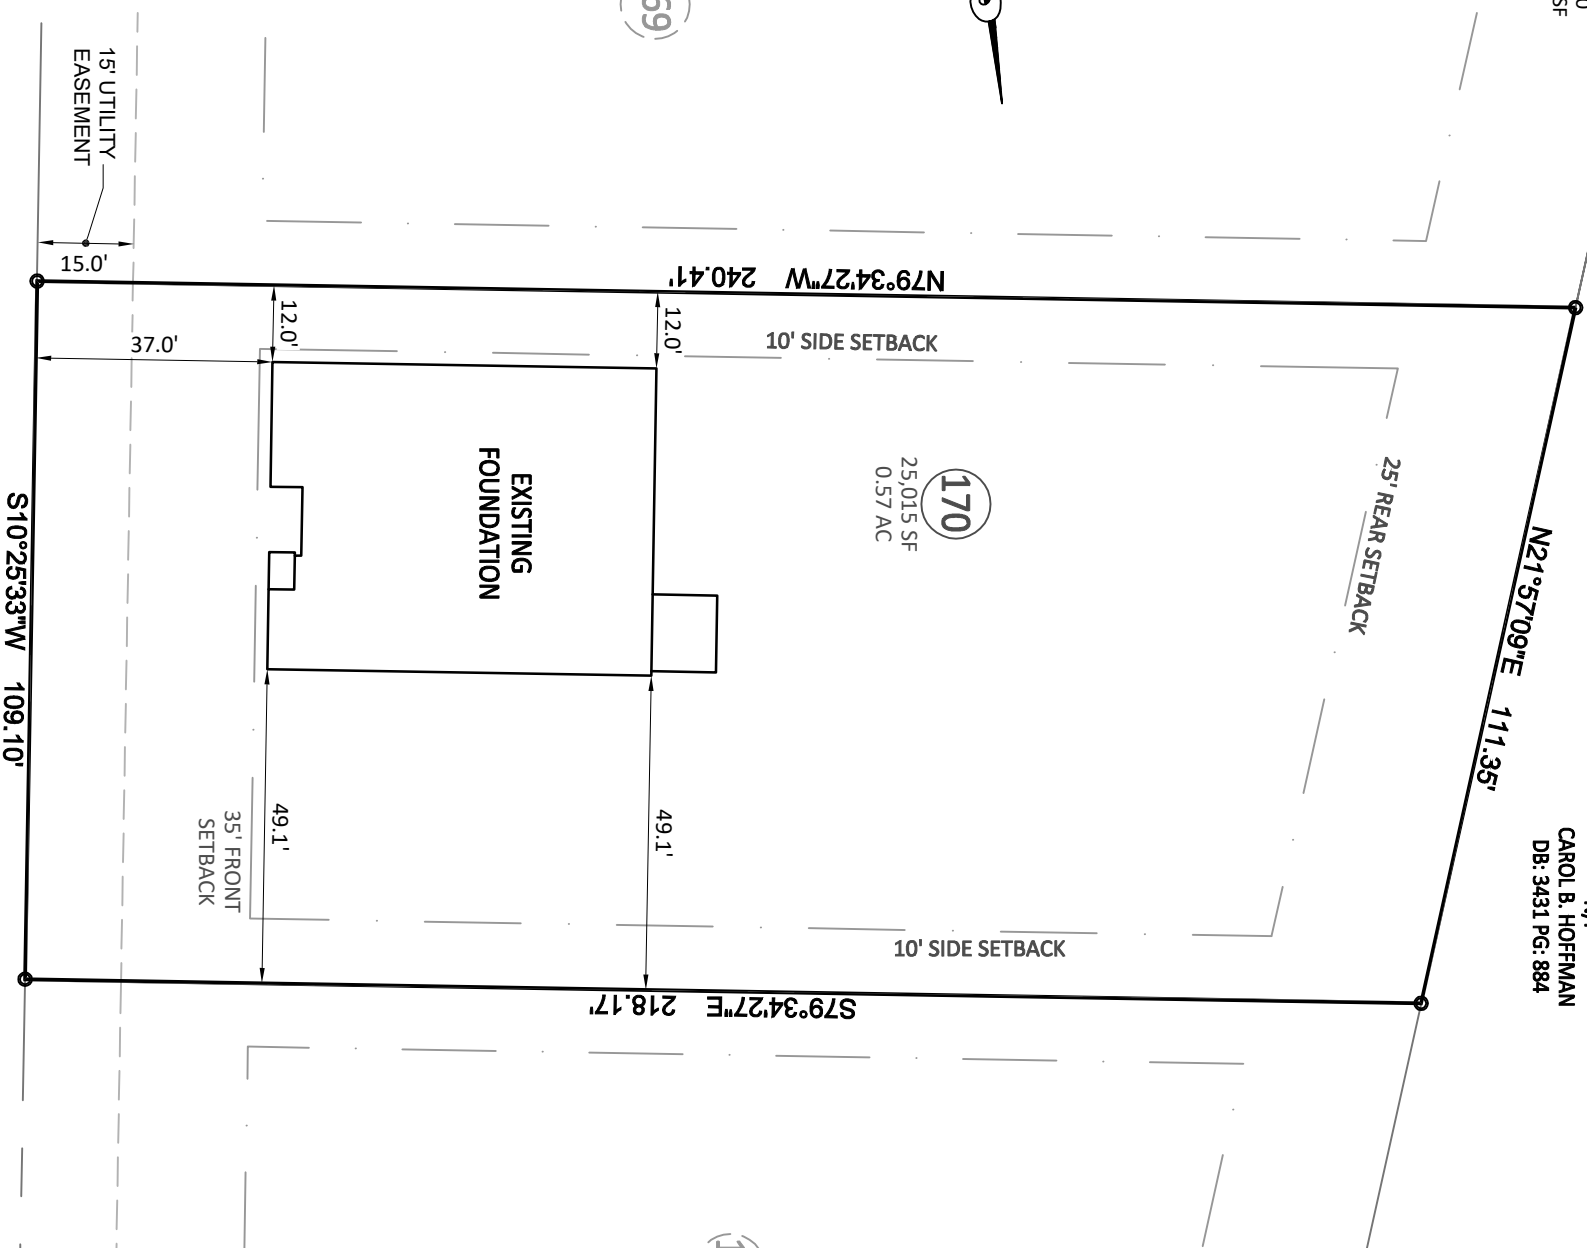 SF
69
15' UTILITY
EASEMENT
15.0'
N79°34'27"W 240.41'
12.0'
12.0'
37.0'
10' SIDE SETBACK
EXISTING
FOUNDATION
170
25,015 SF
0.57 AC
25' REAR SETBACK
N21°57'09"E 111.35'
S10°25'33"W 109.10'
49.1'
49.1'
35' FRONT
SETBACK
10' SIDE SETBACK
S79°34'27"E 218.17'
CAROL B. HOFFMAN
DB: 3431 PG: 884
1